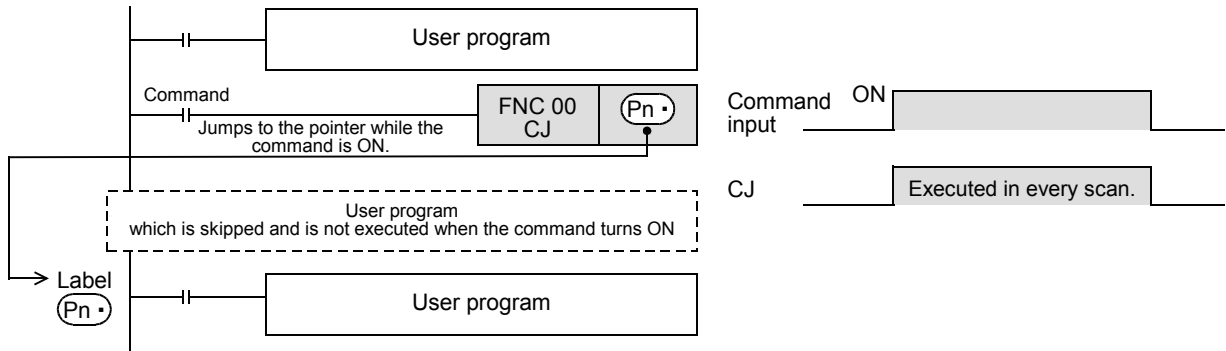 User program
Command
FNC 00
CJ
Pn •
Jumps to the pointer while the
command is ON.
User program
which is skipped and is not executed when the command turns ON
Label
Pn •
User program
Command
input
ON
CJ
Executed in every scan.